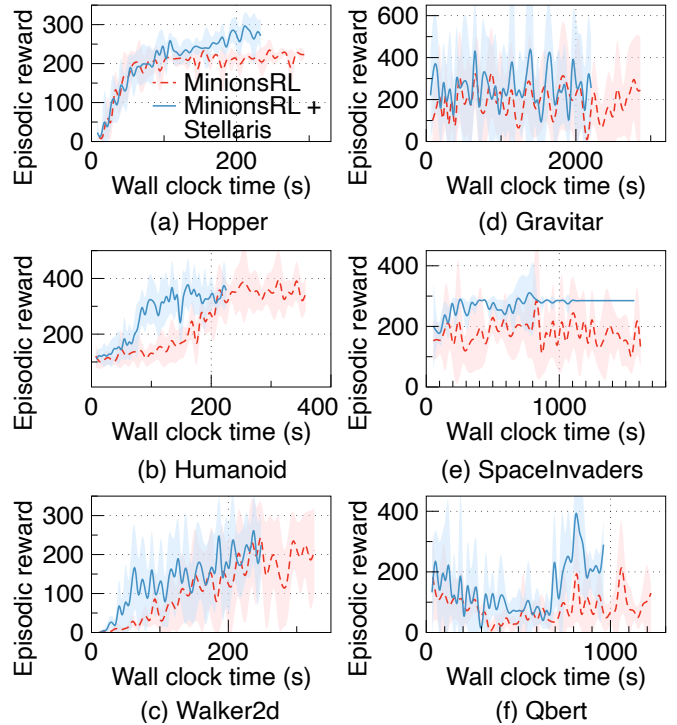 Episodic reward
300
200
100
0
MinionsRL
MinionsRL +
Stellaris
0 200
Wall clock time (s)
(a) Hopper
Episodic reward
600
400
200
0
0 2000
Wall clock time (s)
(d) Gravitar
Episodic reward
400
200
0 200 400
Wall clock time (s)
(b) Humanoid
Episodic reward
400
200
0
0 1000
Wall clock time (s)
(e) SpaceInvaders
Episodic reward
300
200
100
0
0 200
Wall clock time (s)
(c) Walker2d
Episodic reward
400
200
0
0 1000
Wall clock time (s)
(f) Qbert